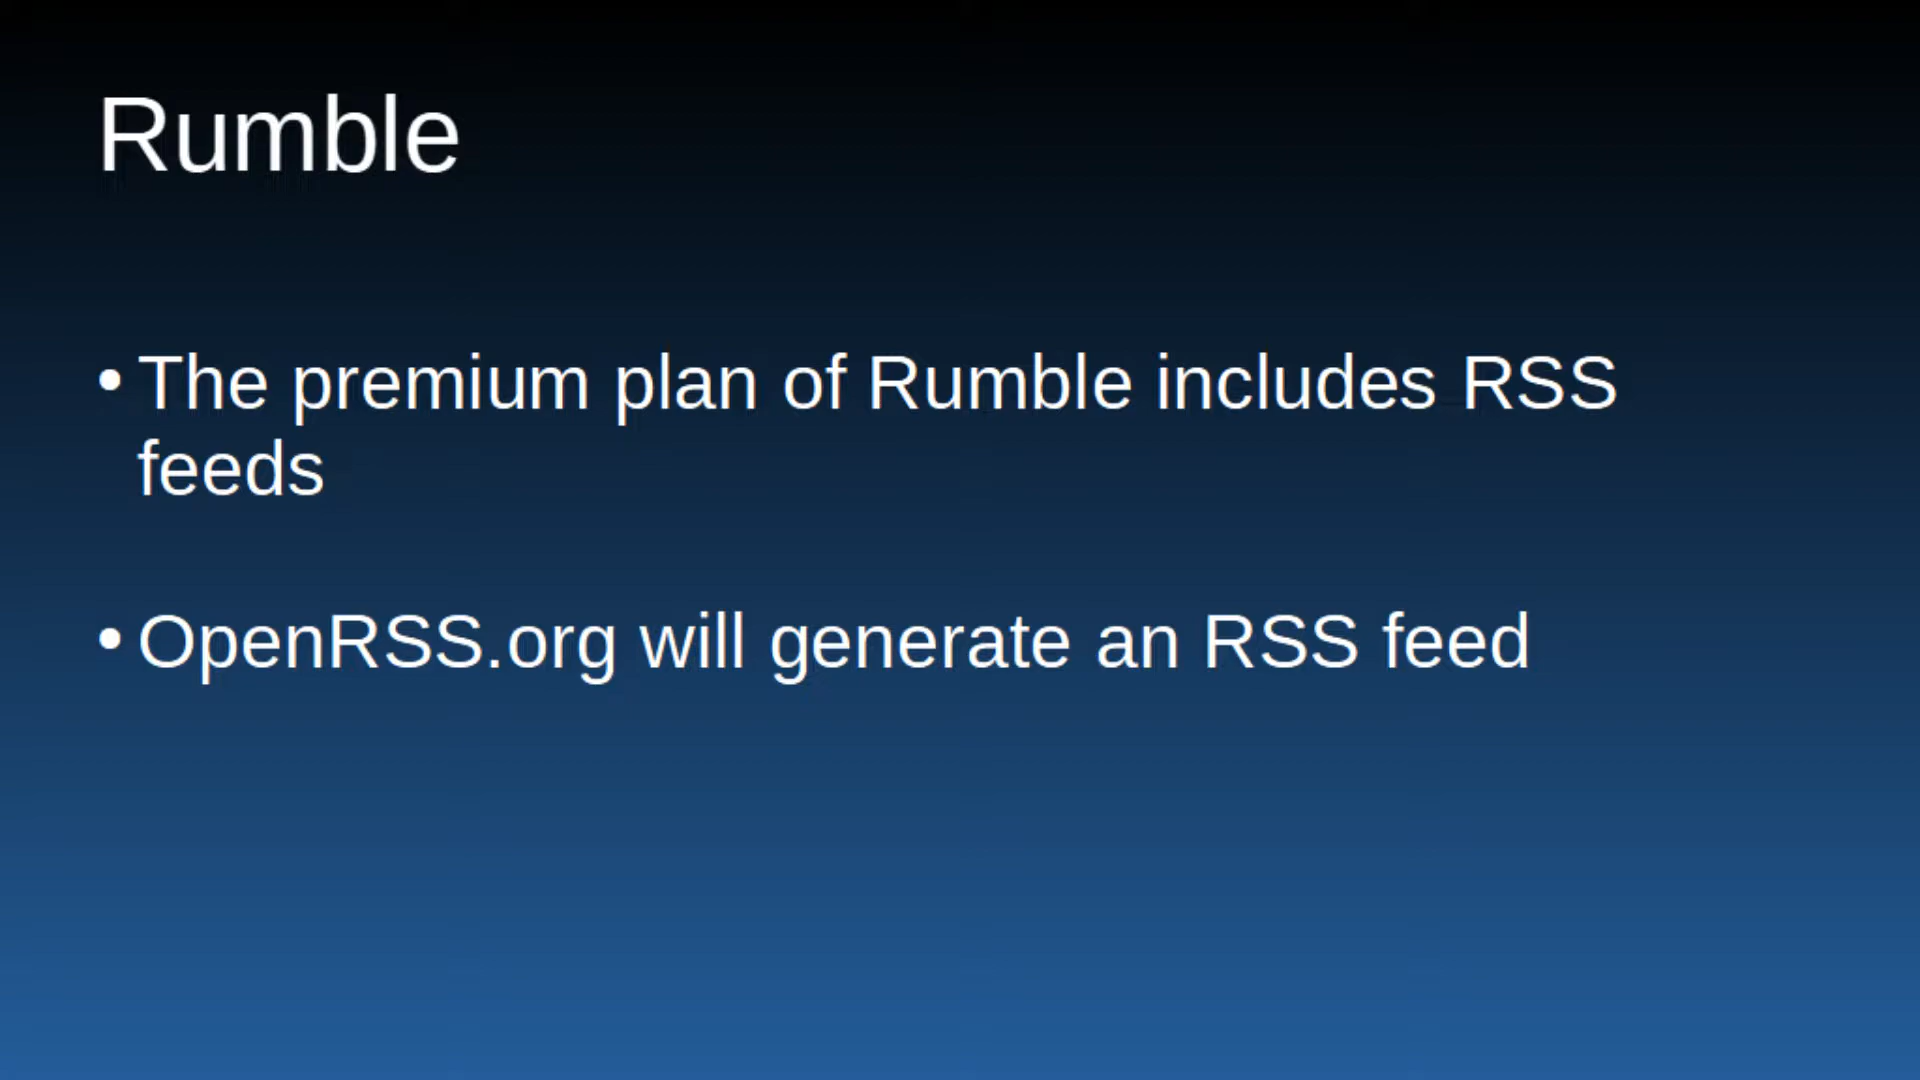 Rumble
• The premium plan of Rumble includes RSS
feeds
• OpenRSS.org will generate an RSS feed